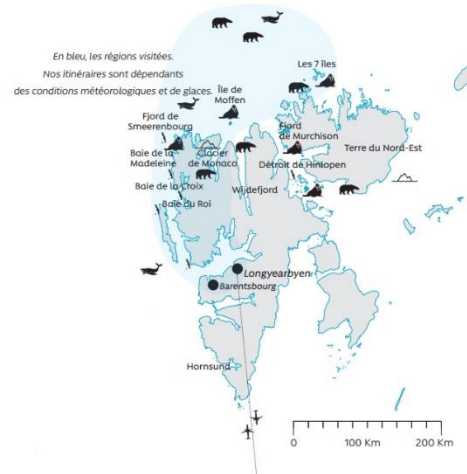 En bleu, les régions visitées.
Nos itinéraires sont dépendants
des conditions météorologiques et de glaces.
Les 7 îles
Île de
Moffen
Fjord de
Smeerenbourg
Fjord
de Murchison
Terre du Nord-Est
Baie de la
Madeleine
Glacier
de Monaco
Détroit de Hinlopen
Baie de la Croix
Wijdefjord
Baie du Roi
Longyearbyen
Barentsbourg
Hornsund
0 100 Km 200 Km